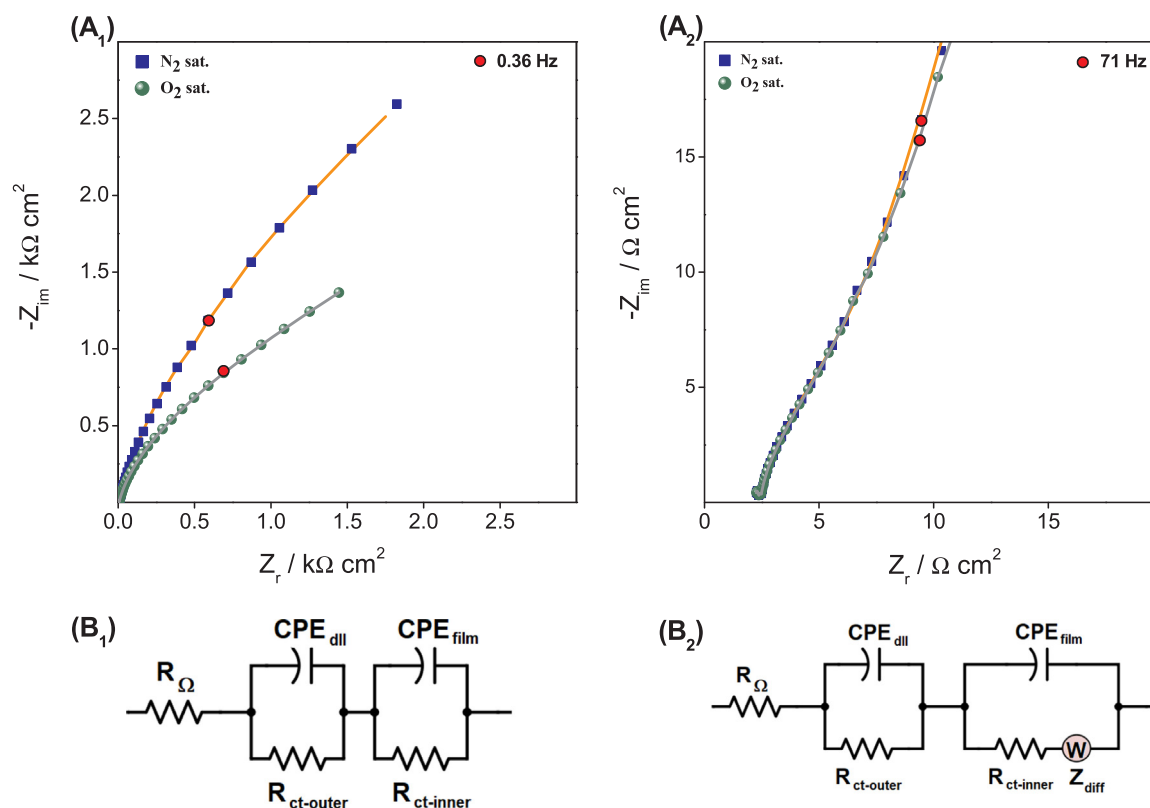 (A1)
N2 sat.
O2 sat.
0.36 Hz
2.5
2.0
1.5
1.0
0.5
0.0 0.5 1.0 1.5 2.0 2.5
-Zim / kΩ cm2
Zr / kΩ cm2
(A2)
N2 sat.
O2 sat.
71 Hz
20
15
10
5
0 5 10 15
-Zim / Ω cm2
Zr / Ω cm2
(B1)
CPEdll
CPEfilm
RΩ
Rct-outer
Rct-inner
(B2)
CPEdll
CPEfilm
RΩ
W
Rct-outer
Rct-inner
Zdiff